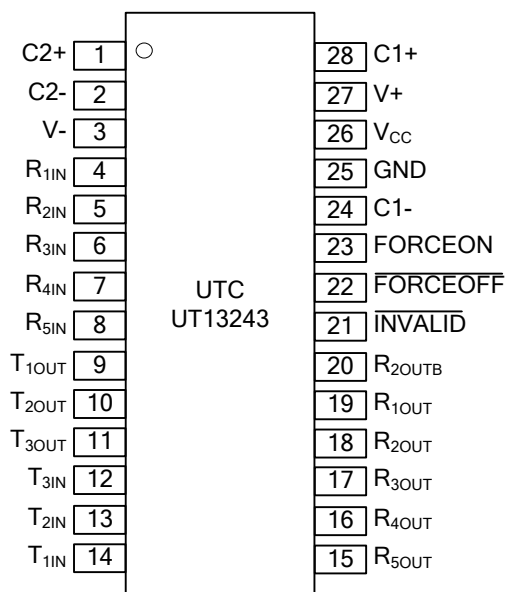 C2+ 1 28 C1+
C2- 2 27 V+
V- 3 26 VCC
R1IN 4 25 GND
R2IN 5 24 C1-
R3IN 6 23 FORCEON
R4IN 7 UTC 22 FORCEOFF
R5IN 8 UT13243 21 INVALID
T1OUT 9 20 R2OUTB
T2OUT 10 19 R1OUT
T3OUT 11 18 R2OUT
T3IN 12 17 R3OUT
T2IN 13 16 R4OUT
T1IN 14 15 R5OUT